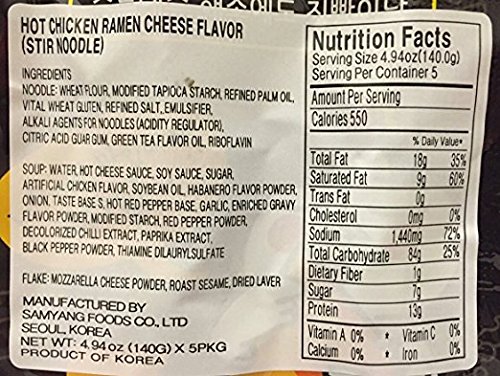 HOT CHICKEN RAMEN CHEESE FLAVOR
(STIR NOODLE)
INGREDIENTS
NOODLE: WHEAT FLOUR, MODIFIED TAPIOCA STARCH, REFINED PALM OIL,
VITAL WHEAT GLUTEN, REFINED SALT, EMULSIFIER,
ALKALI AGENTS FOR NOODLES (ACIDITY REGULATOR),
CITRIC ACID GUAR GUM, GREEN TEA FLAVOR OIL, RIBOFLAVIN
SOUP: WATER, HOT CHEESE SAUCE, SOY SAUCE, SUGAR,
ARTIFICIAL CHICKEN FLAVOR, SOYBEAN OIL, HABANERO FLAVOR POWDER,
ONION, TASTE BASE S, HOT RED PEPPER BASE, GARLIC, ENRICHED GRAVY
FLAVOR POWDER, MODIFIED STARCH, RED PEPPER POWDER,
DECOLORIZED CHILLI EXTRACT, PAPRIKA EXTRACT,
BLACK PEPPER POWDER, THIAMINE DILAURYLSULFATE
FLAKE: MOZZARELLA CHEESE POWDER, ROAST SESAME, DRIED LAVER
MANUFACTURED BY
SAMYANG FOODS CO., LTD
SEOUL, KOREA
NET WT: 4.94 oz (140G) X 5PKG
PRODUCT OF KOREA
Nutrition Facts
Serving Size 4.94oz(140.0g)
Serving Per Container 5
Amount Per Serving
Calories 550
% Daily Value*
Total Fat 18g 35%
Saturated Fat 9g 60%
Trans Fat 0g
Cholesterol 0mg 0%
Sodium 1,440mg 72%
Total Carbohydrate 84g 25%
Dietary Fiber 1g
Sugar 7g
Protein 13g
Vitamin A 0% * Vitamin C 0%
Calcium 0% * Iron 0%